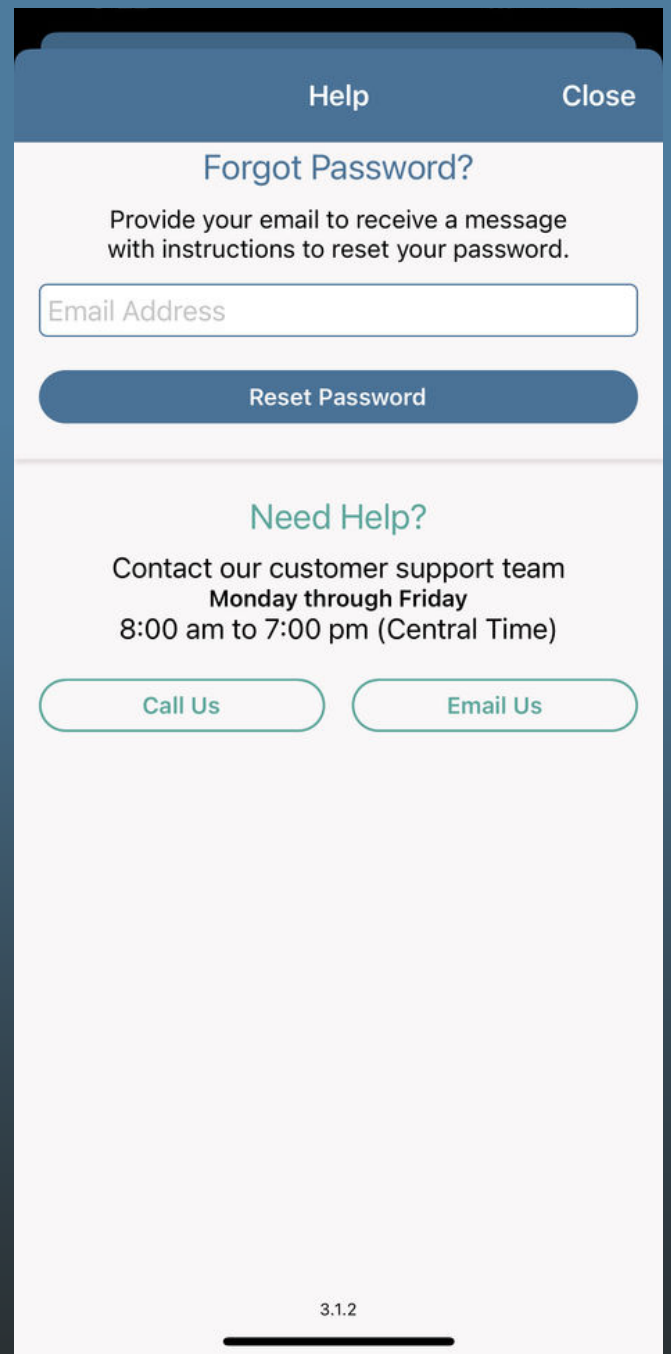 Help
Close
Forgot Password?
Provide your email to receive a message
with instructions to reset your password.
Email Address
Reset Password
Need Help?
Contact our customer support team
Monday through Friday
8:00 am to 7:00 pm (Central Time)
Call Us
Email Us
3.1.2